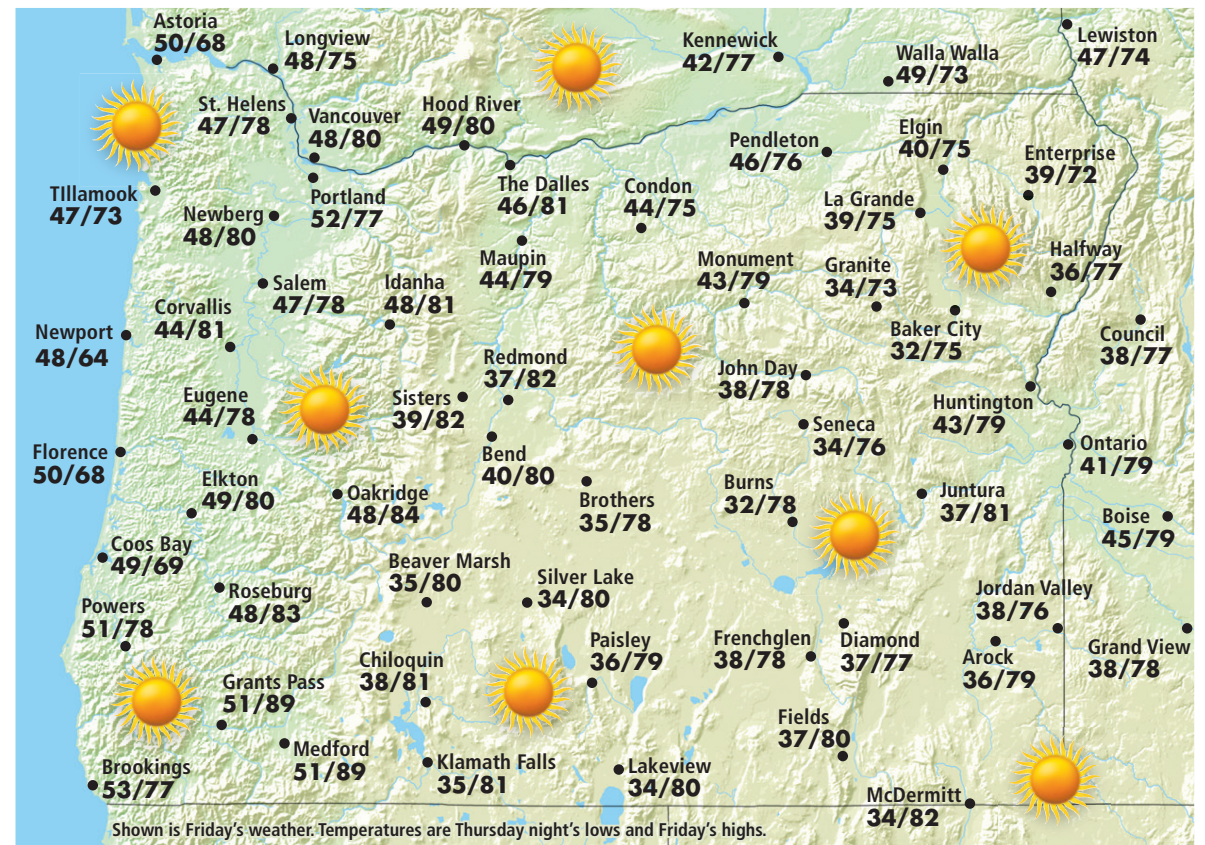 Astoria
50/68
Longview
48/75
Kennewick
42/77
Walla Walla
49/73
Lewiston
47/74
St. Helens
47/78
Vancouver
48/80
Hood River
49/80
Pendleton
46/76
Elgin
40/75
Enterprise
39/72
TIllamook
47/73
Newberg
48/80
Portland
52/77
The Dalles
46/81
Condon
44/75
La Grande
39/75
Maupin
44/79
Monument
43/79
Granite
34/73
Halfway
36/77
Salem
47/78
Idanha
48/81
Corvallis
44/81
Newport
48/64
Baker City
32/75
Council
38/77
Redmond
37/82
John Day
38/78
Eugene
44/78
Sisters
39/82
Huntington
43/79
Seneca
34/76
Florence
50/68
Bend
40/80
Ontario
41/79
Elkton
49/80
Oakridge
48/84
Brothers
35/78
Burns
32/78
Juntura
37/81
Boise
45/79
Coos Bay
49/69
Beaver Marsh
35/80
Silver Lake
34/80
Roseburg
48/83
Jordan Valley
38/76
Powers
51/78
Paisley
36/79
Frenchglen
38/78
Diamond
37/77
Arock
36/79
Grand View
38/78
Chiloquin
38/81
Grants Pass
51/89
Fields
37/80
Medford
51/89
Klamath Falls
35/81
Lakeview
34/80
Brookings
53/77
McDermitt
34/82
Shown is Friday's weather. Temperatures are Thursday night's lows and Friday's highs.